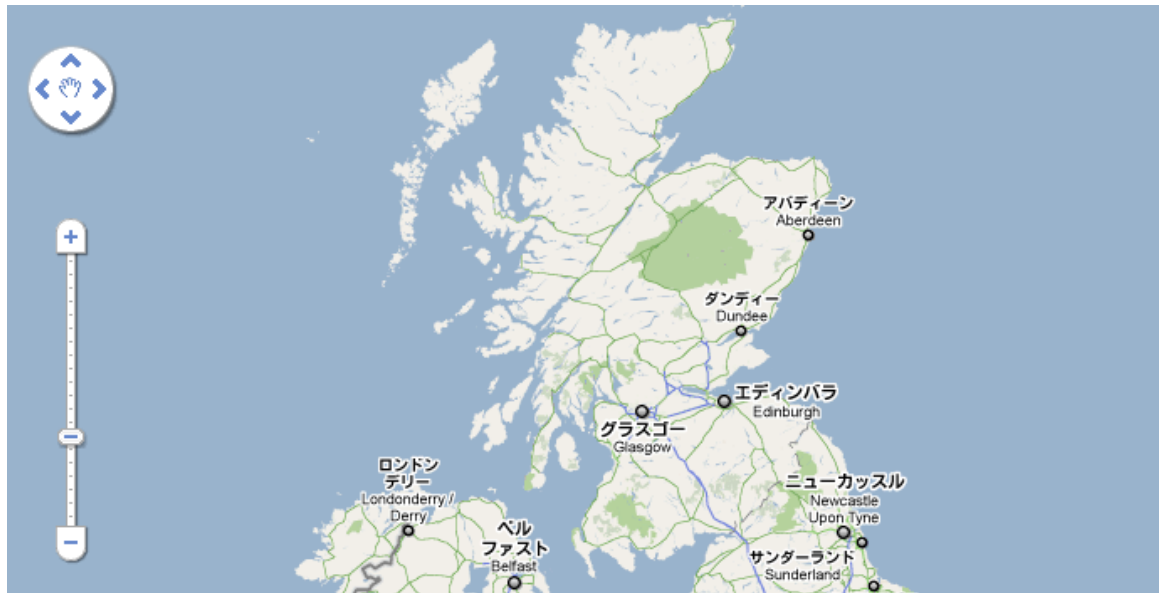 アバディーン
Aberdeen
ダンディー
Dundee
エディンバラ
Edinburgh
グラスゴー
Glasgow
ロンドン
デリー
Londonderry /
Derry
ベル
ファスト
Belfast
ニューカッスル
Newcastle
Upon Tyne
サンダーランド
Sunderland